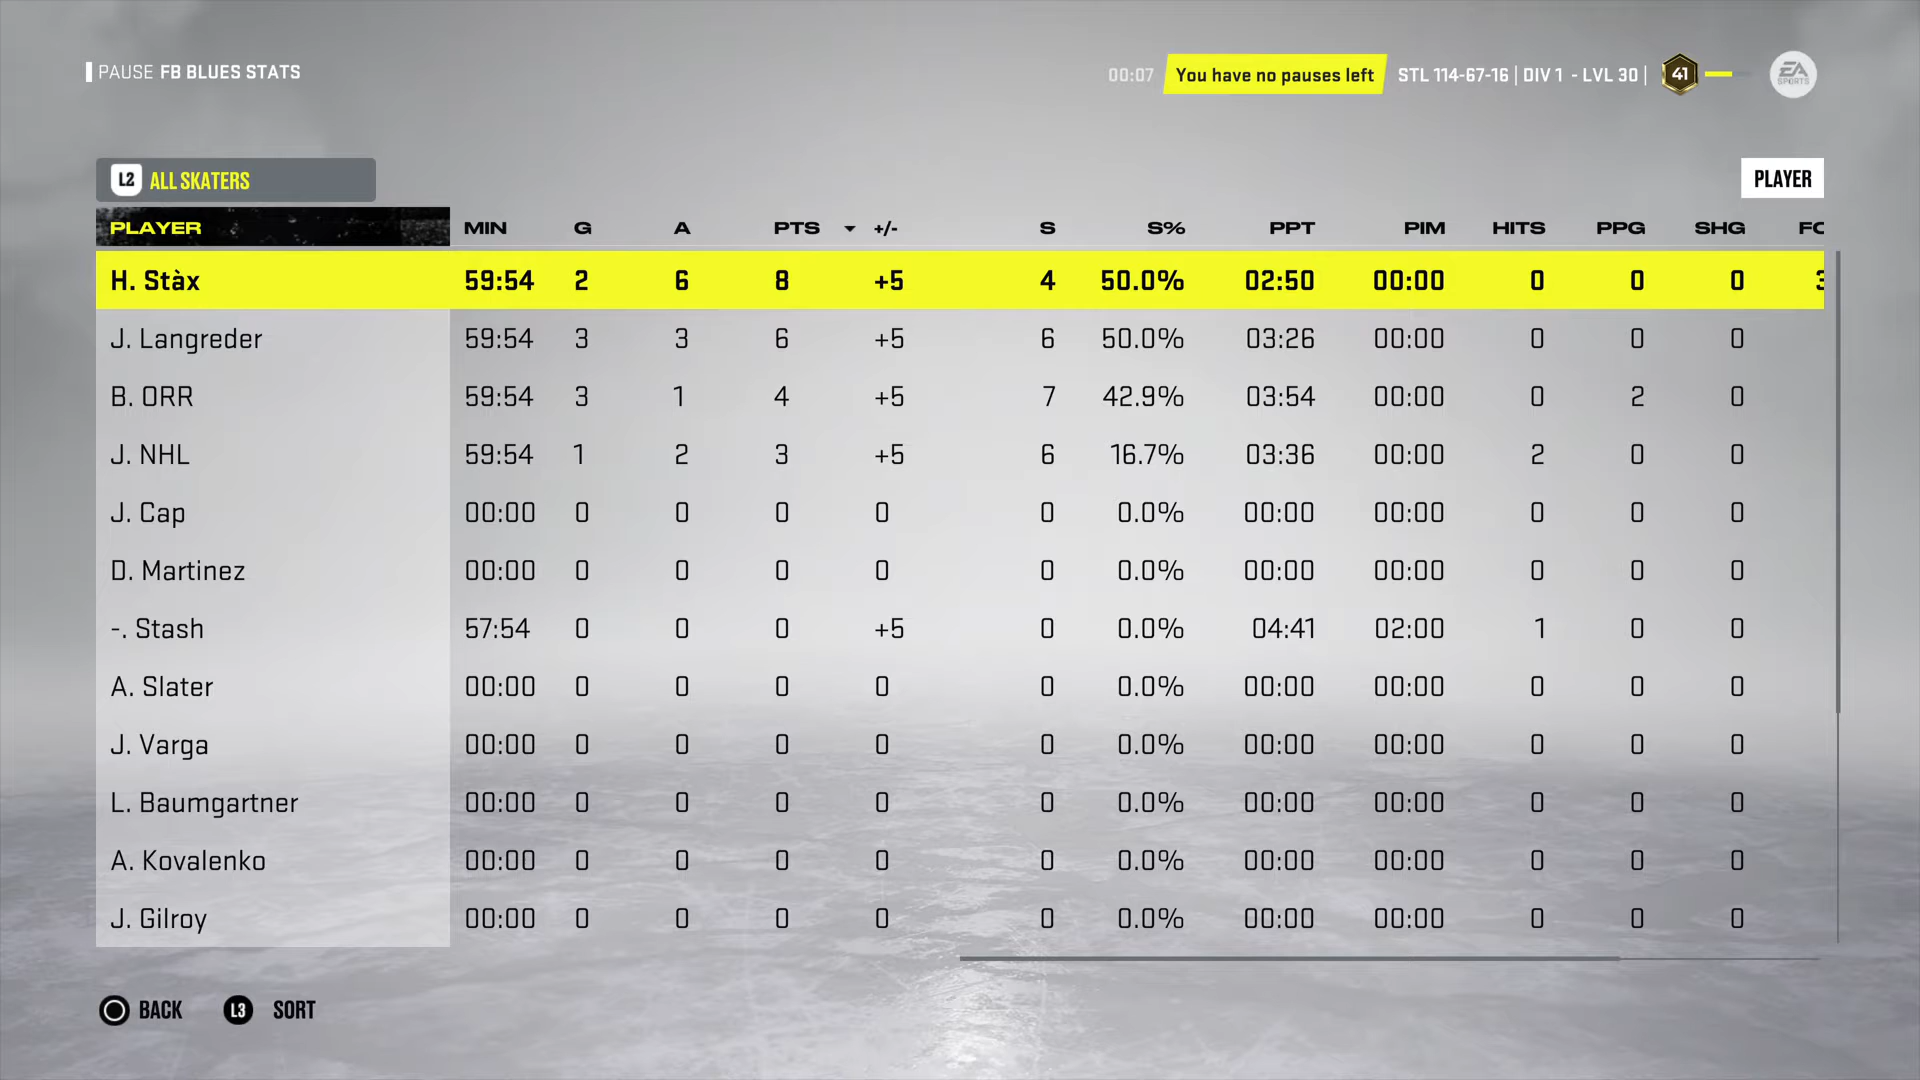 PAUSE FB BLUES STATS
00:07 You have no pauses left STL 114-67-16 | DIV 1 - LVL 30 | 41 EA SPORTS
L2 ALL SKATERS
PLAYER
PLAYER MIN G A PTS +/- S S% PPT PIM HITS PPG SHG
H. Stàx 59:54 2 6 8 +5 4 50.0% 02:50 00:00 0 0 0
J. Langreder 59:54 3 3 6 +5 6 50.0% 03:26 00:00 0 0 0
B. ORR 59:54 3 1 4 +5 7 42.9% 03:54 00:00 0 2 0
J. NHL 59:54 1 2 3 +5 6 16.7% 03:36 00:00 2 0 0
J. Cap 00:00 0 0 0 0 0 0.0% 00:00 00:00 0 0 0
D. Martinez 00:00 0 0 0 0 0 0.0% 00:00 00:00 0 0 0
-. Stash 57:54 0 0 0 +5 0 0.0% 04:41 02:00 1 0 0
A. Slater 00:00 0 0 0 0 0 0.0% 00:00 00:00 0 0 0
J. Varga 00:00 0 0 0 0 0 0.0% 00:00 00:00 0 0 0
L. Baumgartner 00:00 0 0 0 0 0 0.0% 00:00 00:00 0 0 0
A. Kovalenko 00:00 0 0 0 0 0 0.0% 00:00 00:00 0 0 0
J. Gilroy 00:00 0 0 0 0 0 0.0% 00:00 00:00 0 0 0
BACK L3 SORT